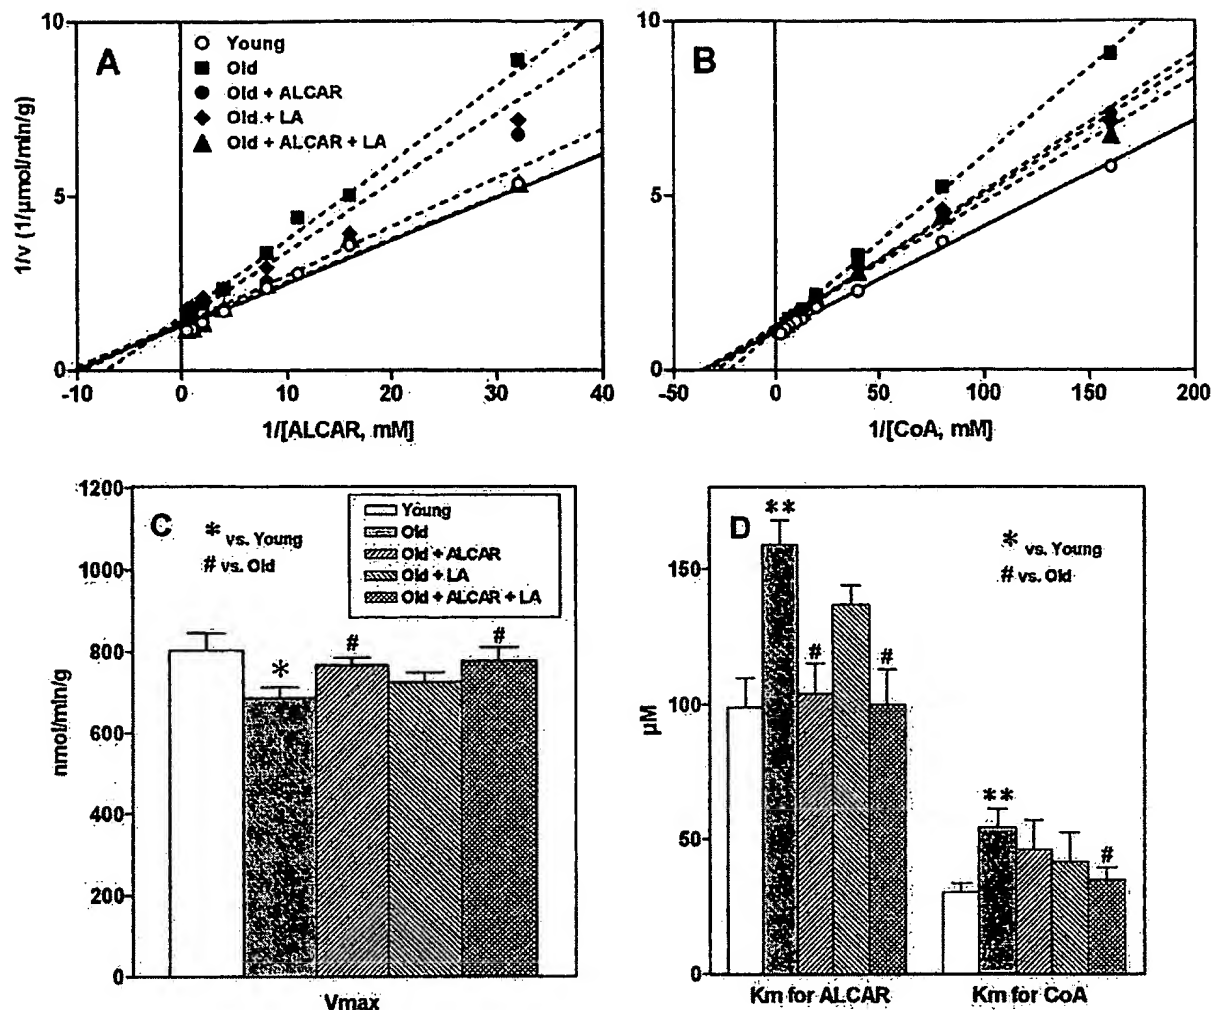 A
Young
Old
Old + ALCAR
Old + LA
Old + ALCAR + LA
1/v (1/µmol/min/g)
10
5
0
-10
0
10
20
30
40
1/[ALCAR, mM]
B
10
5
0
-50
0
50
100
150
200
1/[CoA, mM]
C
* vs. Young
# vs. Old
Young
Old
Old + ALCAR
Old + LA
Old + ALCAR + LA
nmol/min/g
1200
1000
800
600
400
200
0
*
#
#
Vmax
D
* vs. Young
# vs. Old
µM
150
100
50
0
**
#
#
**
#
Km for ALCAR
Km for CoA